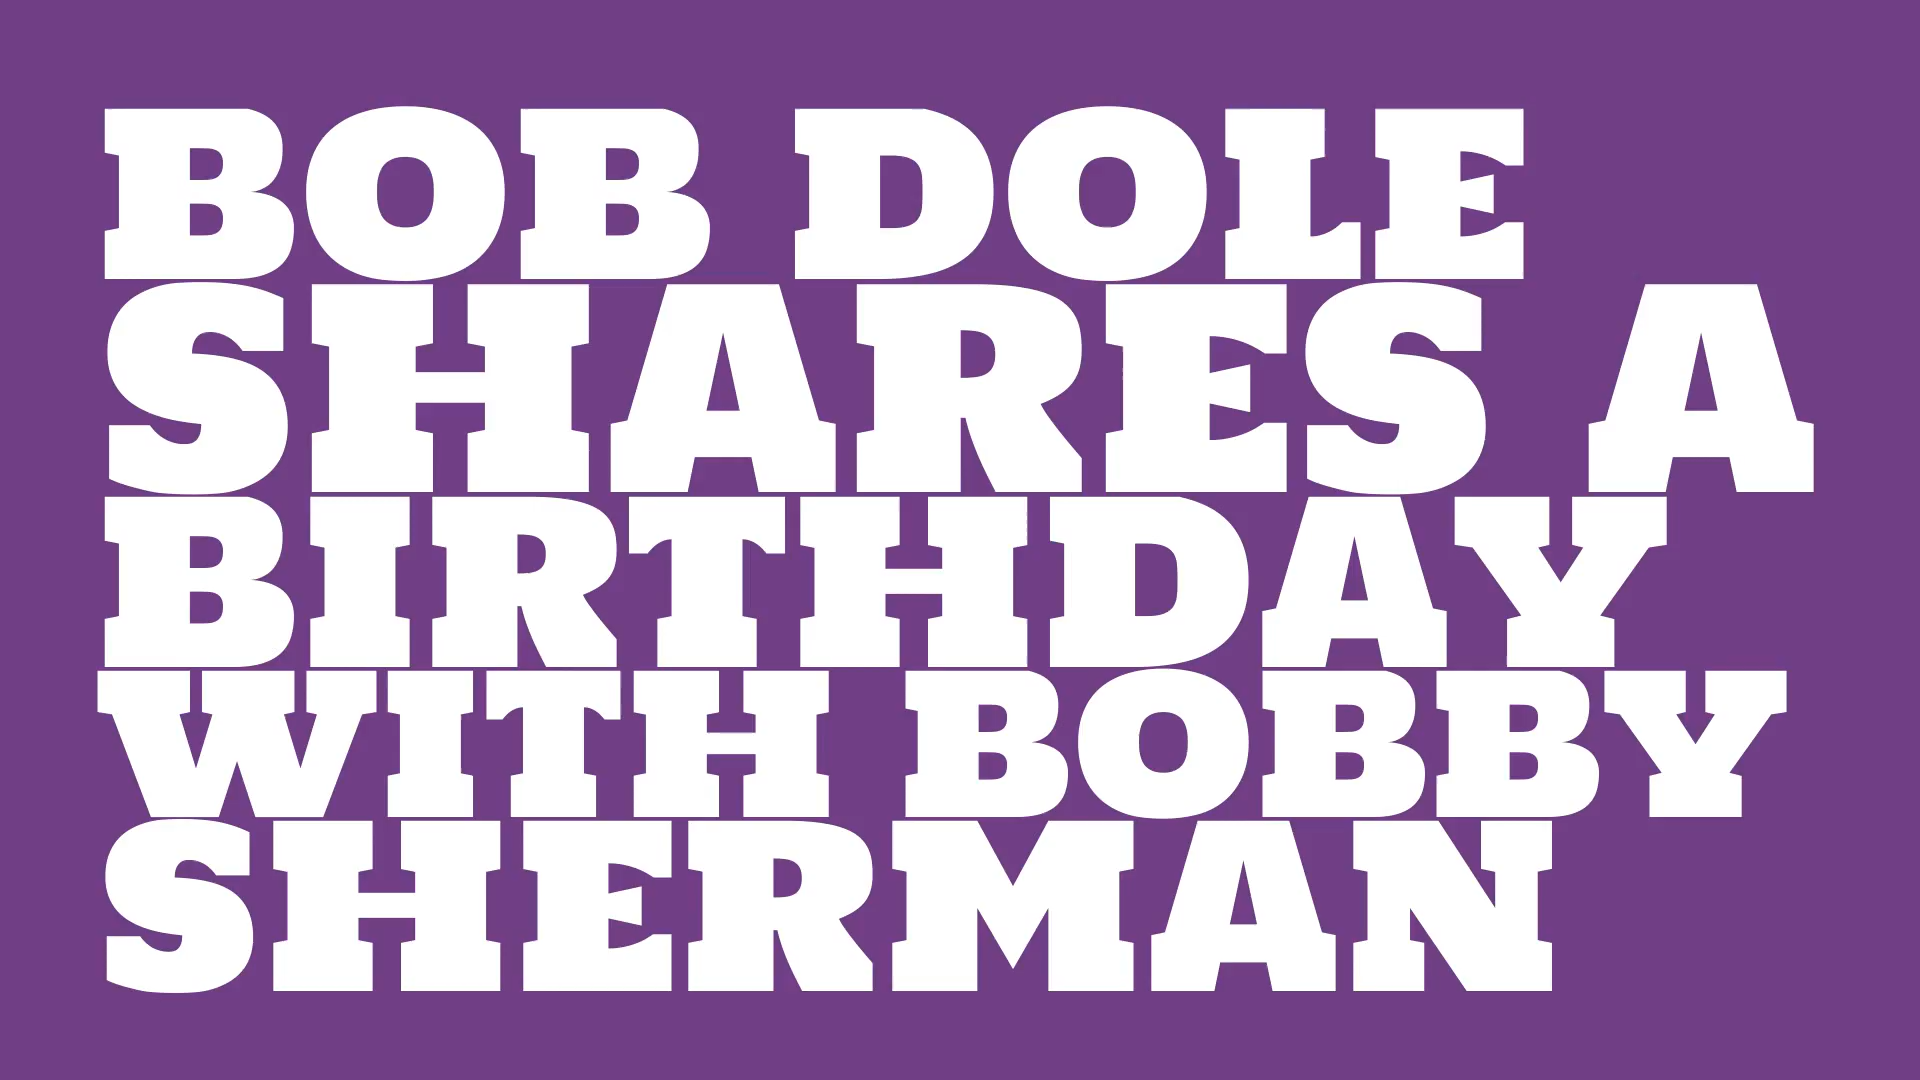 BOB DOLE
SHARES A
BIRTHDAY
WITH BOBBY
SHERMAN